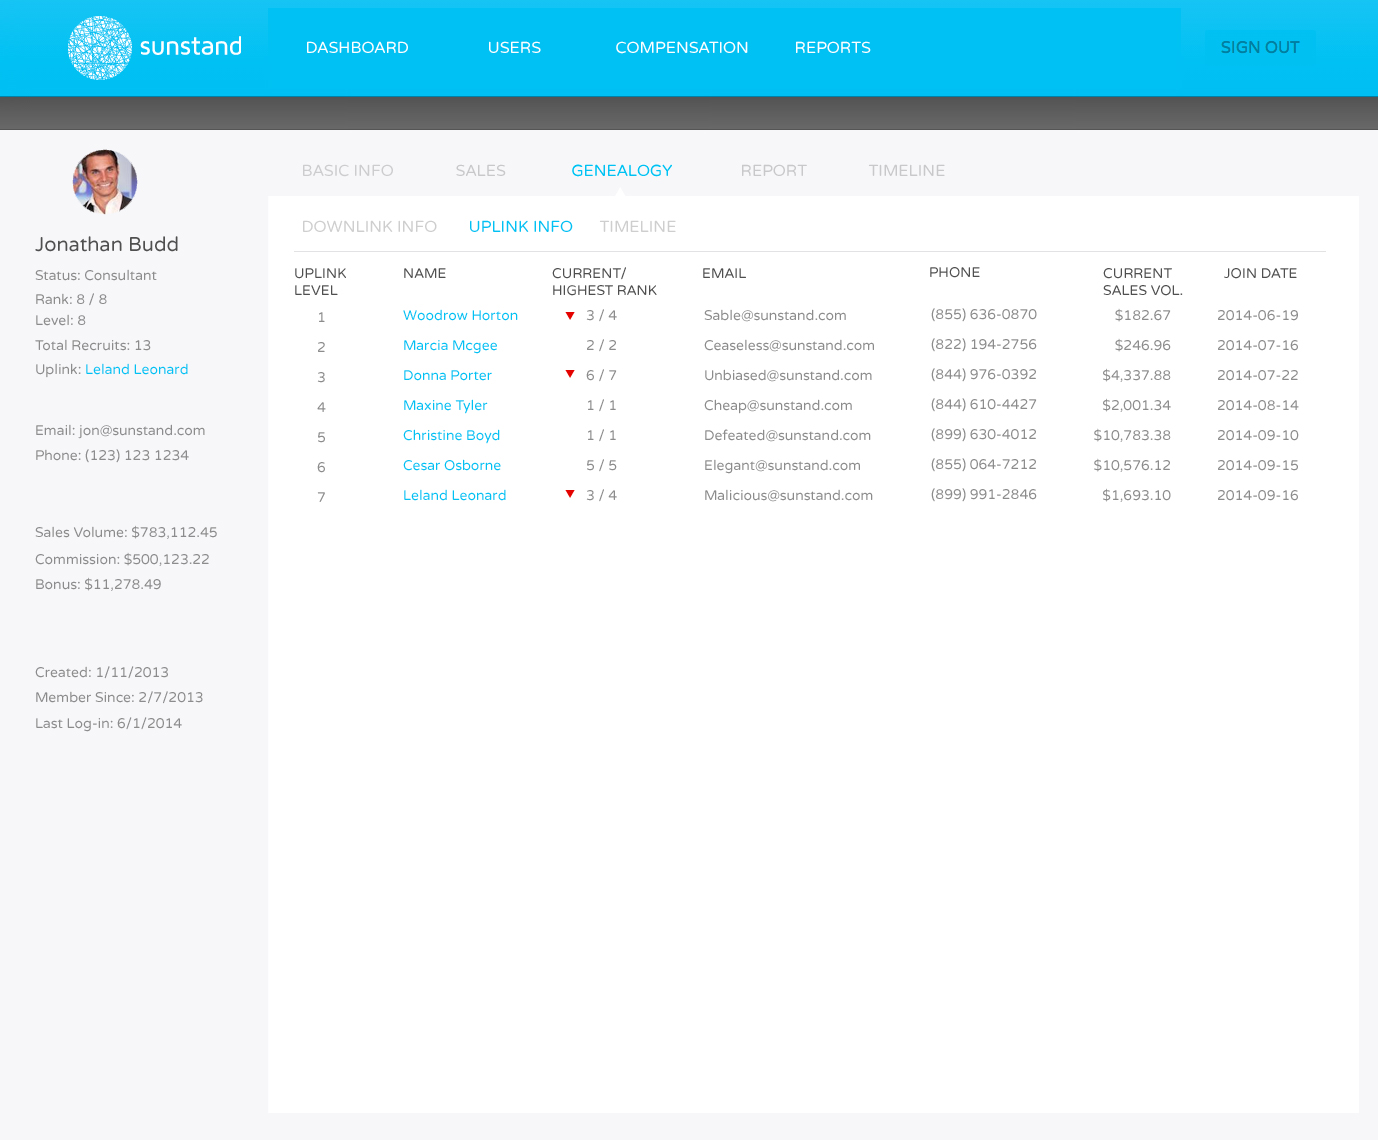 sunstand
DASHBOARD USERS COMPENSATION REPORTS SIGN OUT
BASIC INFO SALES GENEALOGY REPORT TIMELINE
DOWNLINK INFO UPLINK INFO TIMELINE
Jonathan Budd
Status: Consultant
Rank: 8 / 8
Level: 8
Total Recruits: 13
Uplink: Leland Leonard
Email: jon@sunstand.com
Phone: (123) 123 1234
Sales Volume: $783,112.45
Commission: $500,123.22
Bonus: $11,278.49
Created: 1/11/2013
Member Since: 2/7/2013
Last Log-in: 6/1/2014
UPLINK LEVEL NAME CURRENT/ HIGHEST RANK EMAIL PHONE CURRENT SALES VOL. JOIN DATE
1 Woodrow Horton 3 / 4 Sable@sunstand.com (855) 636-0870 $182.67 2014-06-19
2 Marcia Mcgee 2 / 2 Ceaseless@sunstand.com (822) 194-2756 $246.96 2014-07-16
3 Donna Porter 6 / 7 Unbiased@sunstand.com (844) 976-0392 $4,337.88 2014-07-22
4 Maxine Tyler 1 / 1 Cheap@sunstand.com (844) 610-4427 $2,001.34 2014-08-14
5 Christine Boyd 1 / 1 Defeated@sunstand.com (899) 630-4012 $10,783.38 2014-09-10
6 Cesar Osborne 5 / 5 Elegant@sunstand.com (855) 064-7212 $10,576.12 2014-09-15
7 Leland Leonard 3 / 4 Malicious@sunstand.com (899) 991-2846 $1,693.10 2014-09-16